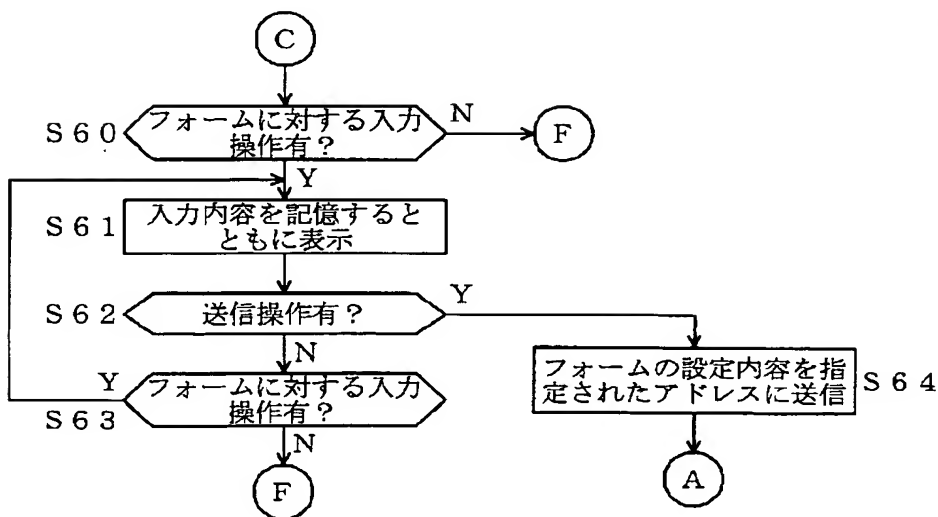 C
S60
フォームに対する入力
操作有?
N
F
Y
S61
入力内容を記憶すると
ともに表示
S62
送信操作有?
Y
N
フォームの設定内容を指
定されたアドレスに送信
S64
Y
S63
フォームに対する入力
操作有?
N
F
A